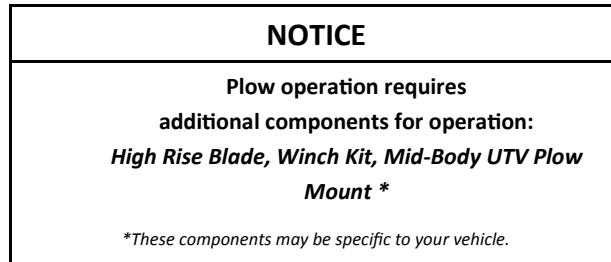 NOTICE
Plow operation requires
additional components for operation:
High Rise Blade, Winch Kit, Mid-Body UTV Plow
Mount *
*These components may be specific to your vehicle.